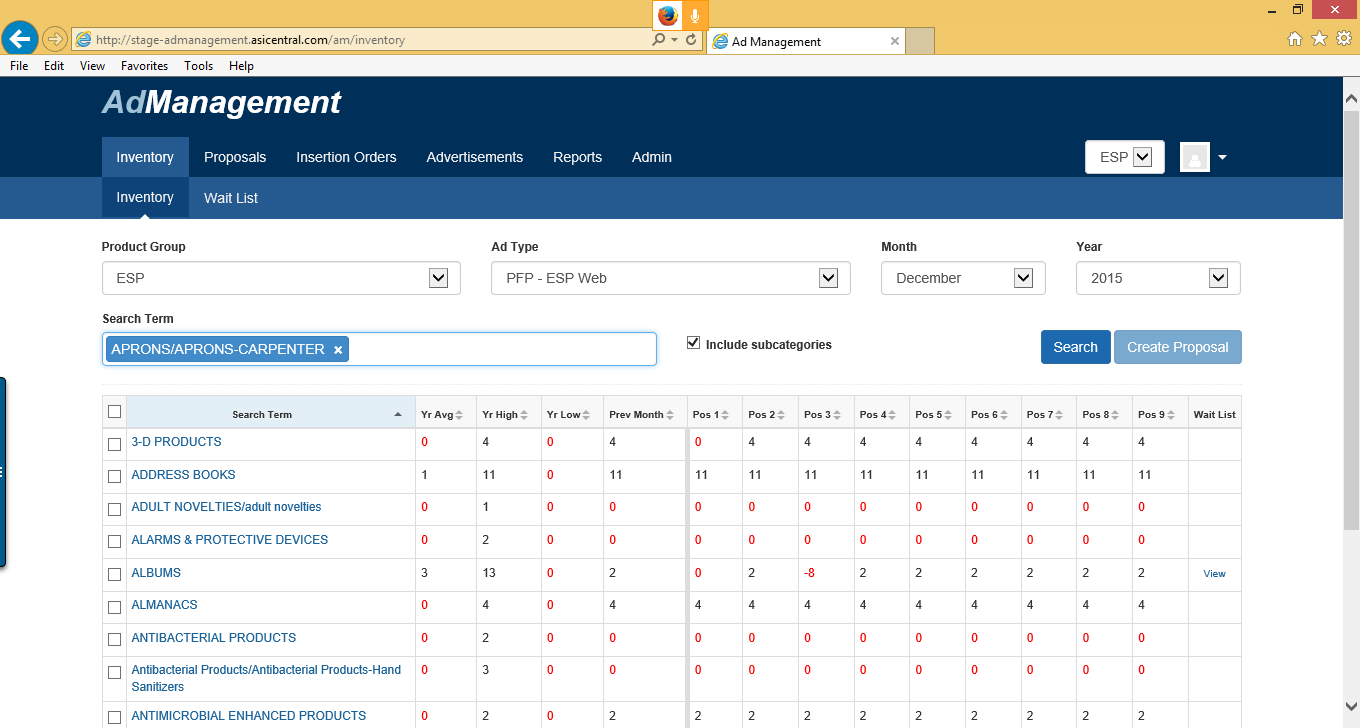 http://stage-admanagement.asicentral.com/am/inventory
Ad Management
File Edit View Favorites Tools Help
AdManagement
Inventory Proposals Insertion Orders Advertisements Reports Admin
ESP
Inventory Wait List
Product Group Ad Type Month Year
ESP PFP - ESP Web December 2015
Search Term
APRONS/APRONS-CARPENTER × Include subcategories Search Create Proposal
Search Term Yr Avg Yr High Yr Low Prev Month Pos 1 Pos 2 Pos 3 Pos 4 Pos 5 Pos 6 Pos 7 Pos 8 Pos 9 Wait List
3-D PRODUCTS 0 4 0 4 0 4 4 4 4 4 4 4 4
ADDRESS BOOKS 1 11 0 11 11 11 11 11 11 11 11 11 11
ADULT NOVELTIES/adult novelties 0 1 0 0 0 0 0 0 0 0 0 0 0
ALARMS & PROTECTIVE DEVICES 0 2 0 0 0 0 0 0 0 0 0 0 0
ALBUMS 3 13 0 2 0 2 -8 2 2 2 2 2 2 View
ALMANACS 0 4 0 4 4 4 4 4 4 4 4 4 4
ANTIBACTERIAL PRODUCTS 0 2 0 0 0 0 0 0 0 0 0 0 0
Antibacterial Products/Antibacterial Products-Hand 0 3 0 0 0 0 0 0 0 0 0 0 0
Sanitizers
ANTIMICROBIAL ENHANCED PRODUCTS 0 2 0 2 2 2 2 2 2 2 2 2 2